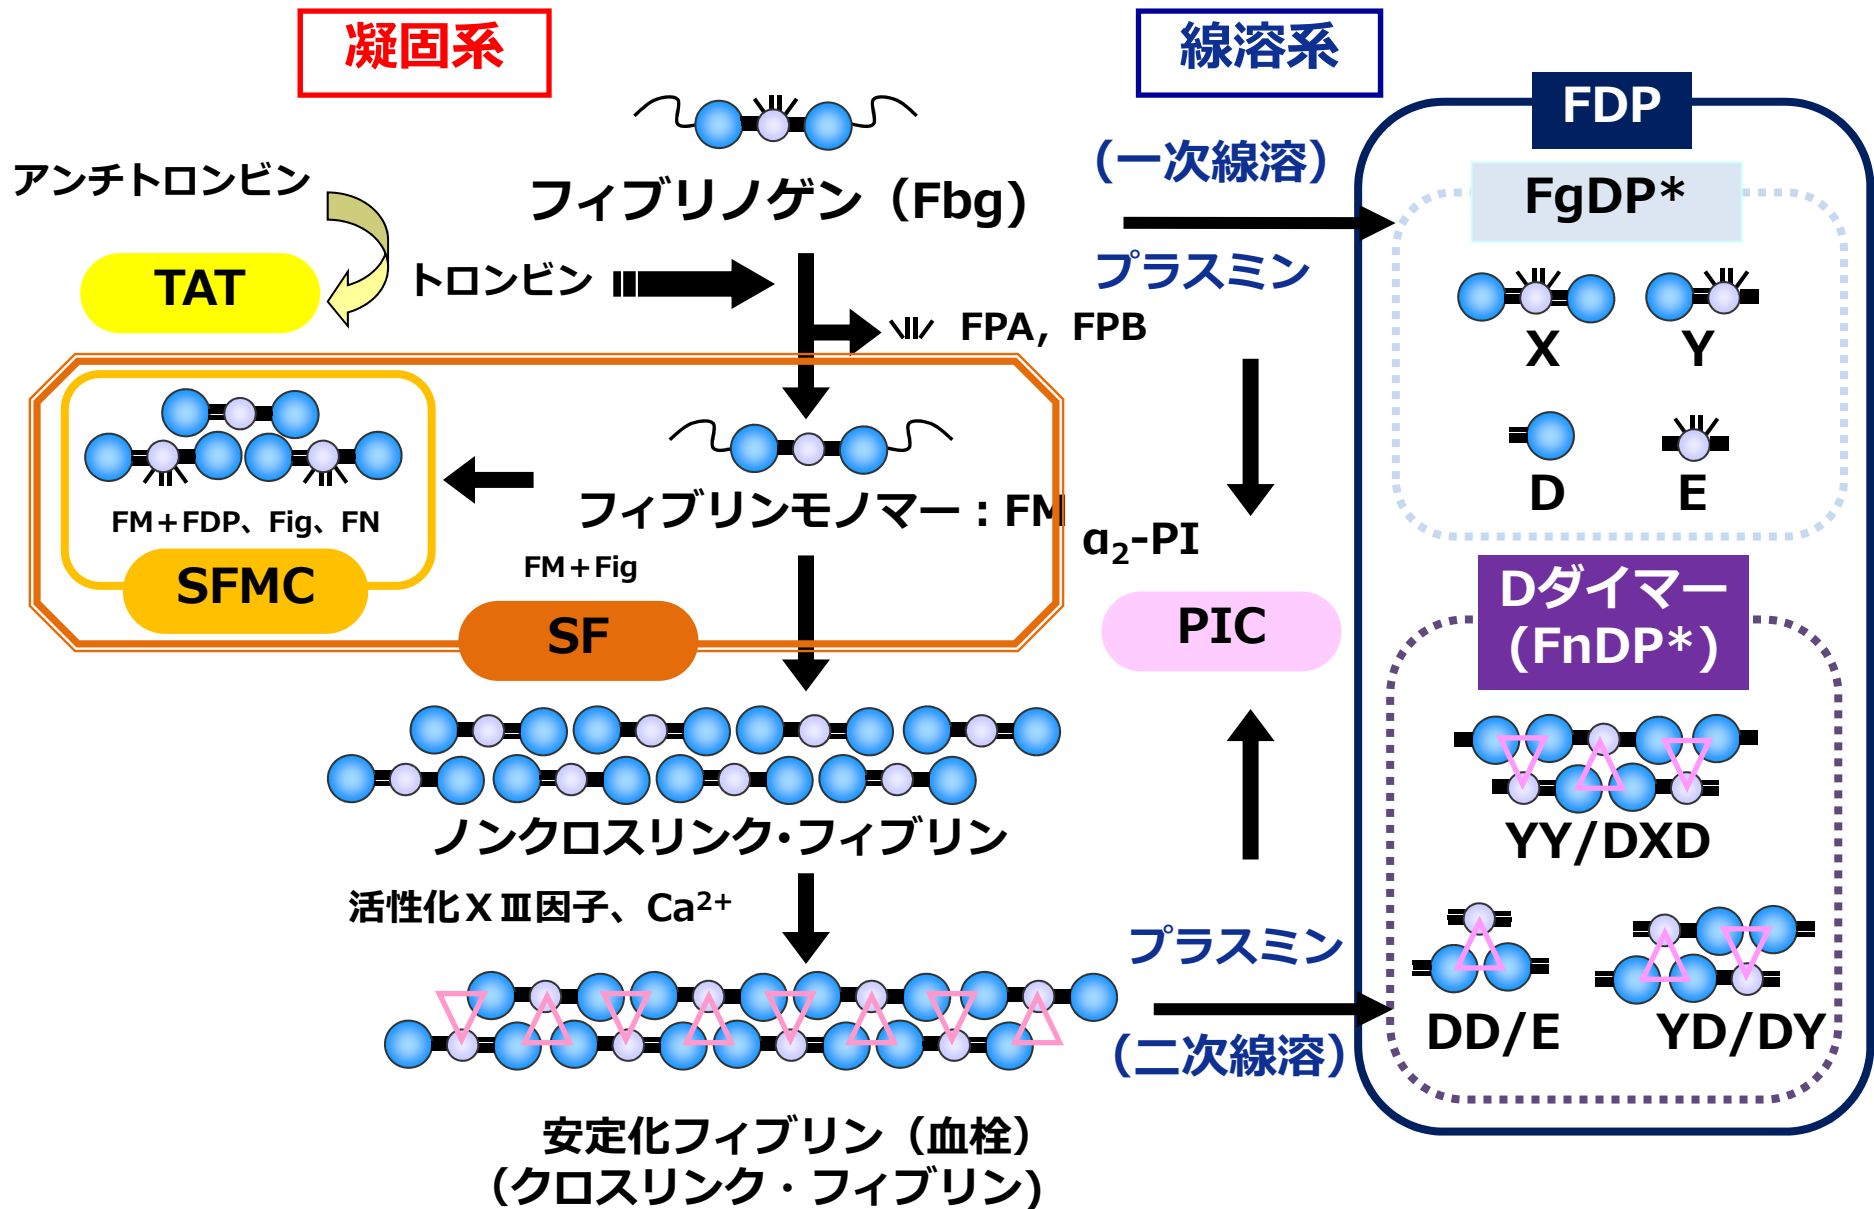 凝固系
線溶系
FDP
アンチトロンビン
フィブリノゲン（Fbg)
（一次線溶）
FgDP*
TAT
トロンビン
プラスミン
FPA，FPB
X
Y
FM＋FDP、Fig、FN
フィブリンモノマー：FM
D
E
SFMC
FM＋Fig
α₂-PI
SF
PIC
Dダイマー
（FnDP*）
ノンクロスリンク・フィブリン
YY/DXD
活性化ⅩⅢ因子、Ca²⁺
プラスミン
（二次線溶）
DD/E
YD/DY
安定化フィブリン（血栓）
（クロスリンク・フィブリン)